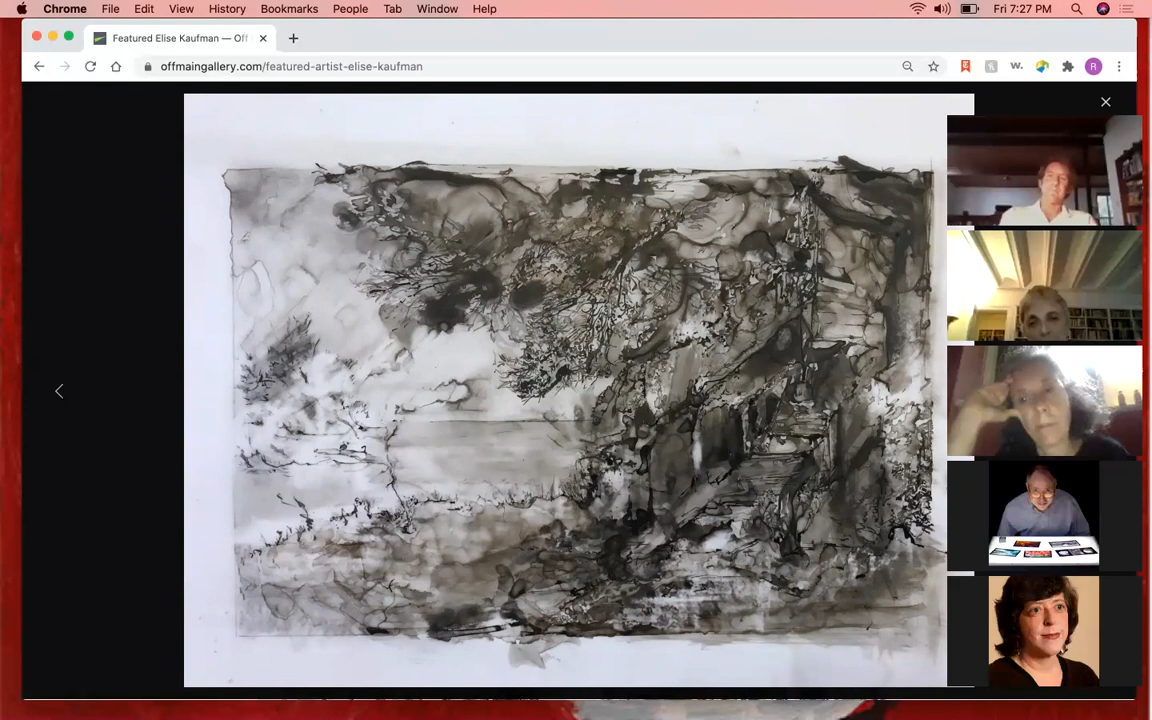 Chrome File Edit View History Bookmarks People Tab Window Help Fri 7:27 PM
Featured Elise Kaufman — Off
offmaingallery.com/featured-artist-elise-kaufman
w.
R